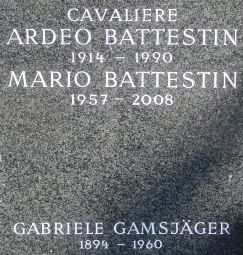 CAVALIERE
ARDEO BATTESTIN
1914 – 1990
MARIO BATTESTIN
1957 – 2008
GABRIELE GAMSJÄGER
1894 – 1960